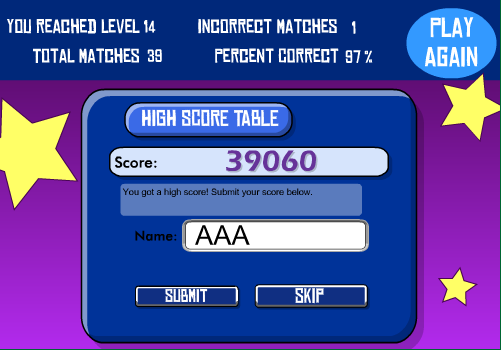 YOU REACHED LEVEL 14
INCORRECT MATCHES 1
TOTAL MATCHES 39
PERCENT CORRECT 97 %
PLAY
AGAIN
HIGH SCORE TABLE
Score: 39060
You got a high score! Submit your score below.
Name: AAA
SUBMIT
SKIP